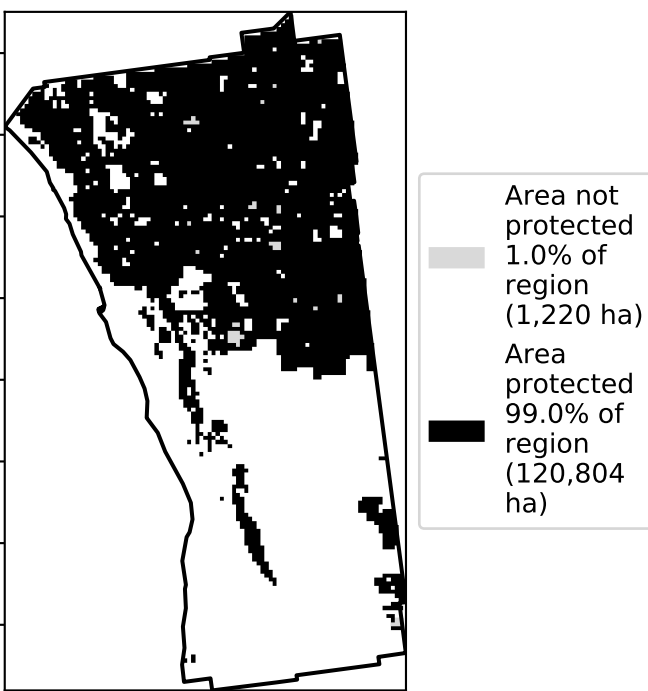 Area not
protected
1.0% of
region
(1,220 ha)
Area
protected
99.0% of
region
(120,804
ha)